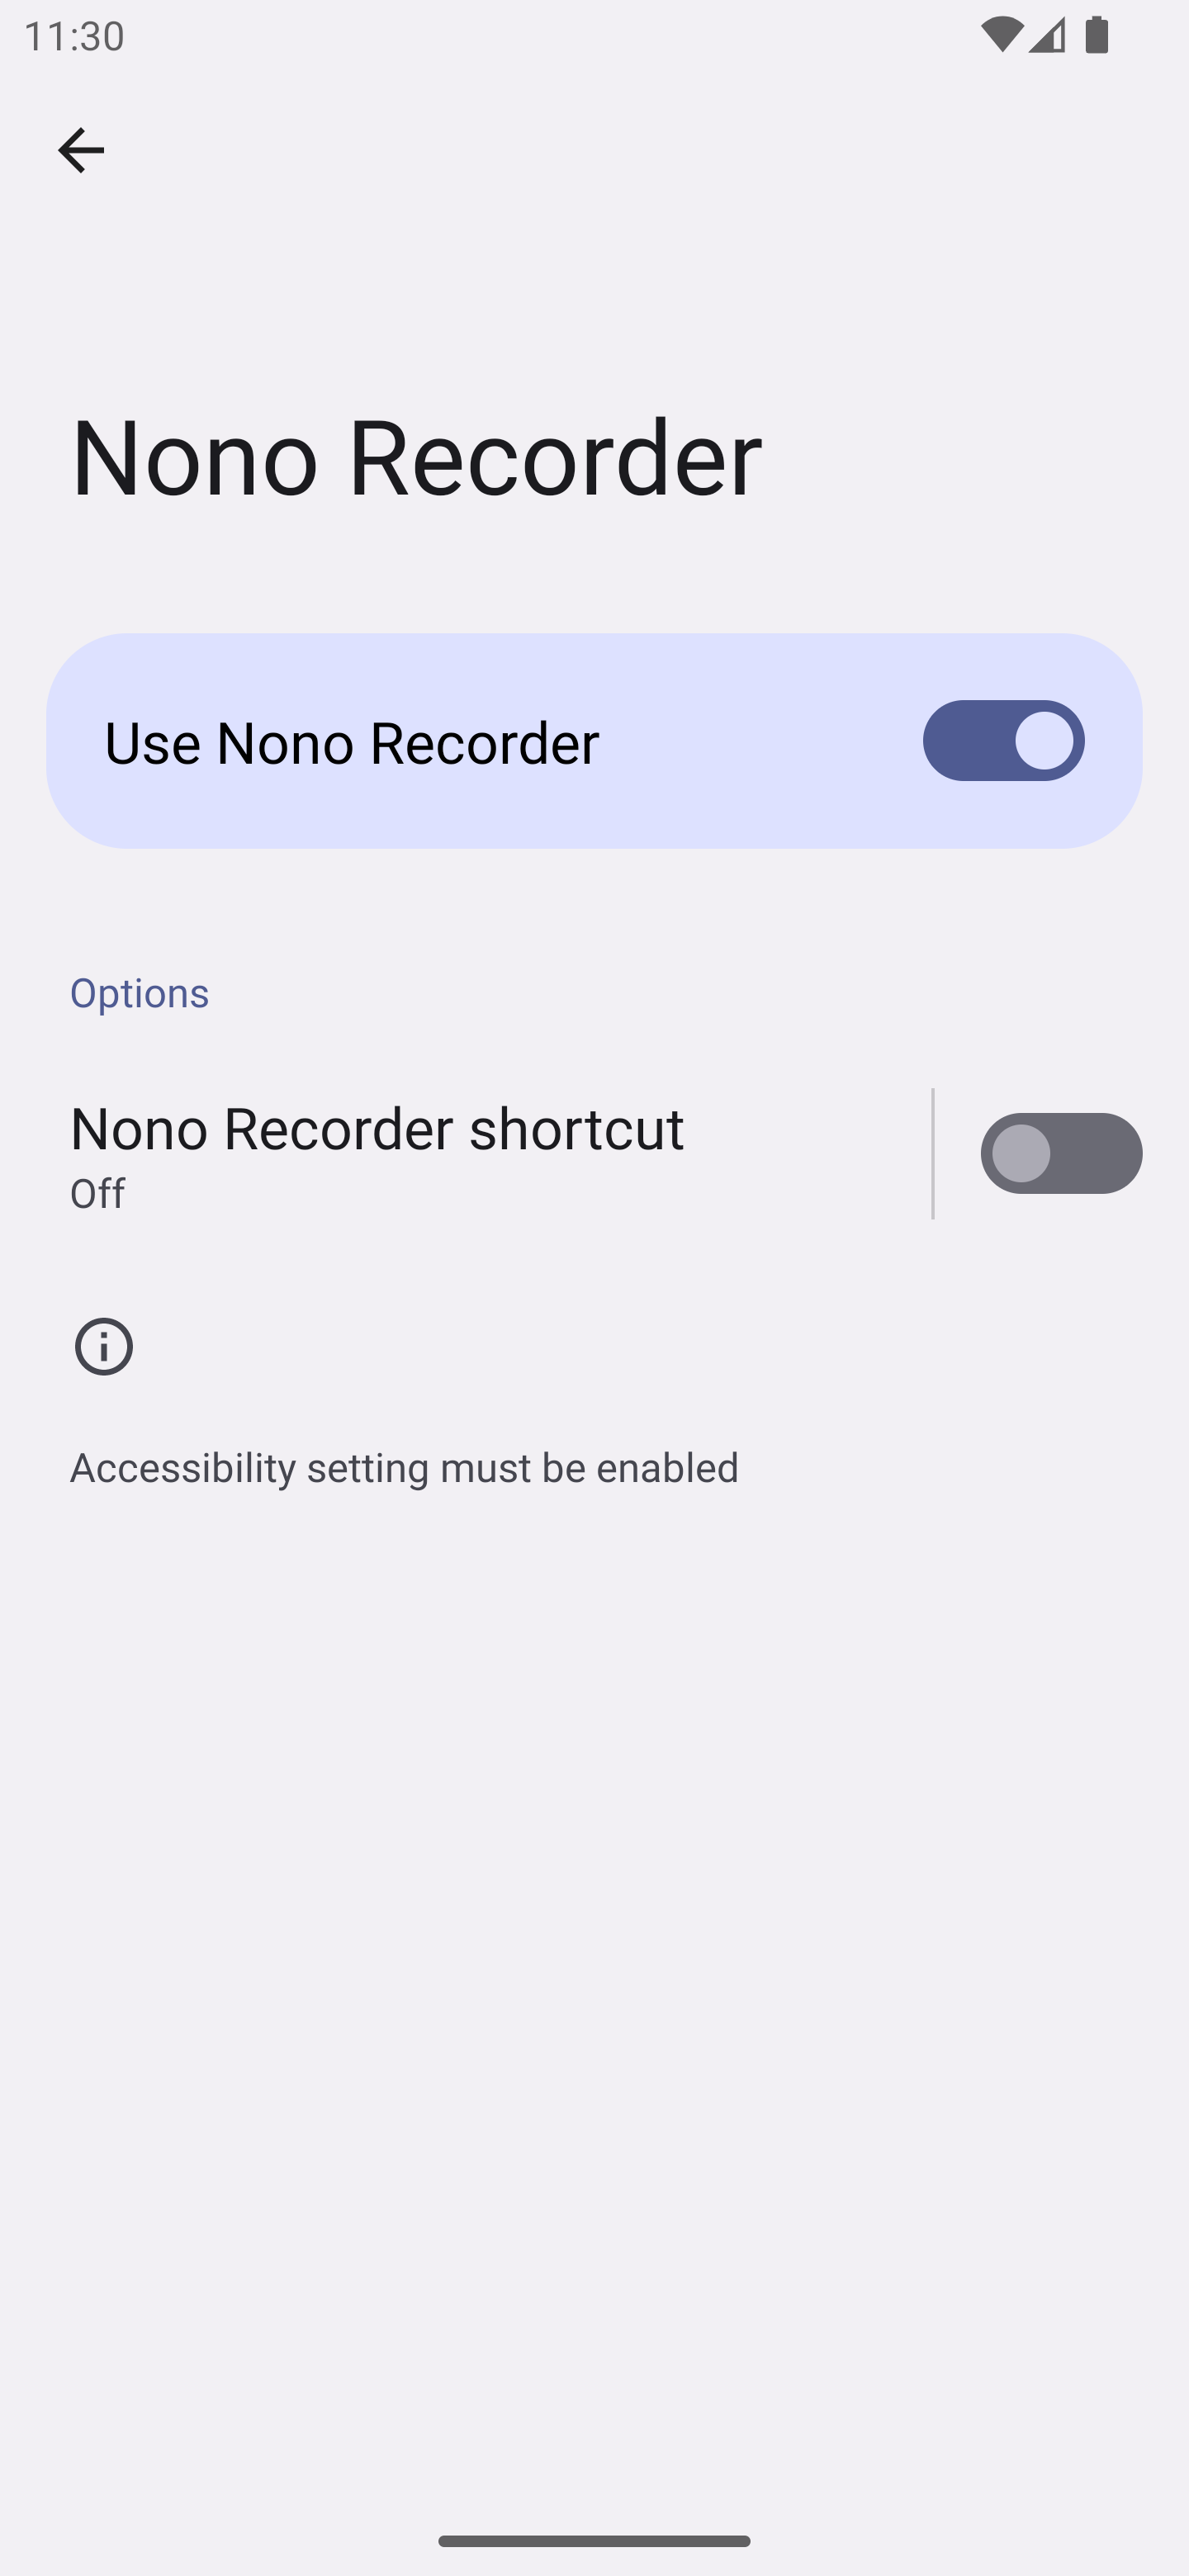 11:30
Nono Recorder
Use Nono Recorder
Options
Nono Recorder shortcut
Off
Accessibility setting must be enabled